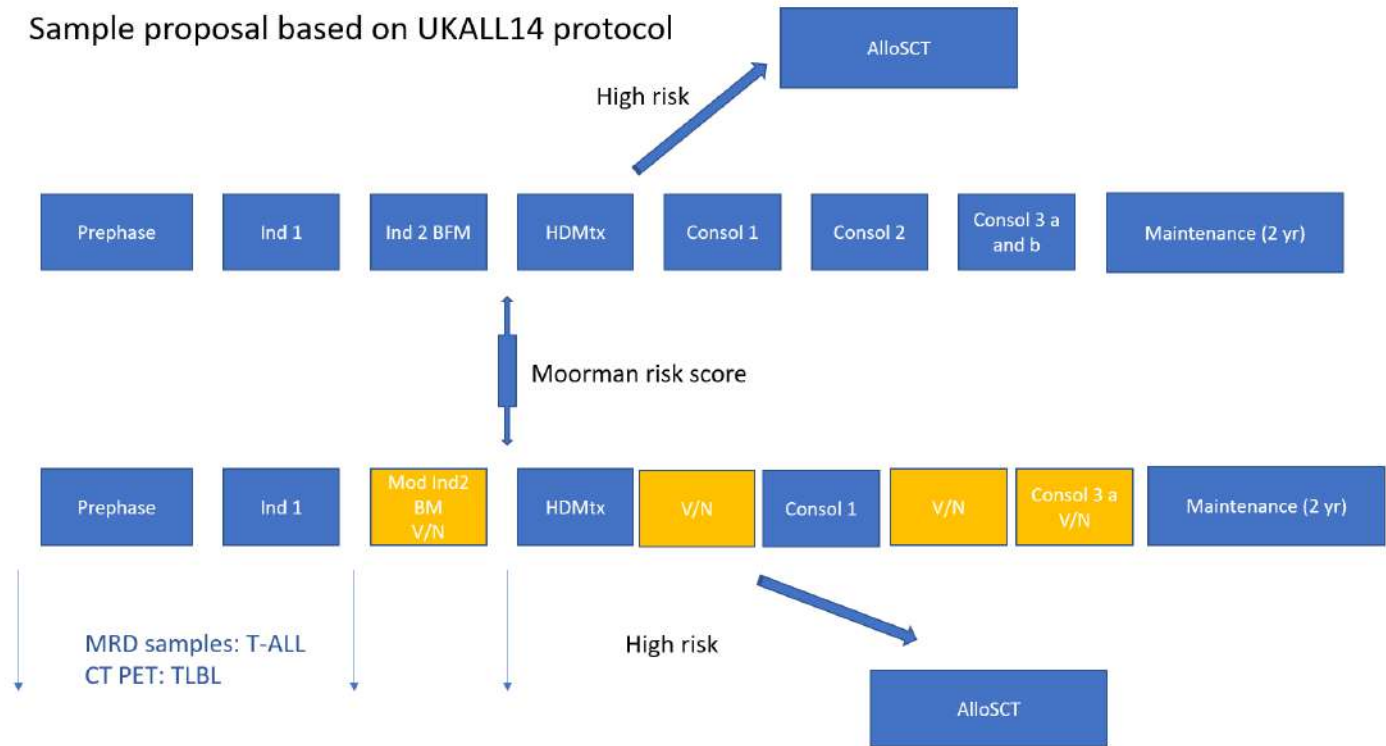 Sample proposal based on UKALL14 protocol
AlloSCT
High risk
Prephase
Ind 1
Ind 2 BFM
HDMtx
Consol 1
Consol 2
Consol 3 a
and b
Maintenance (2 yr)
Moorman risk score
Prephase
Ind 1
Mod Ind2
BM
V/N
HDMtx
V/N
Consol 1
V/N
Consol 3 a
V/N
Maintenance (2 yr)
MRD samples: T-ALL
CT PET: TLBL
High risk
AlloSCT